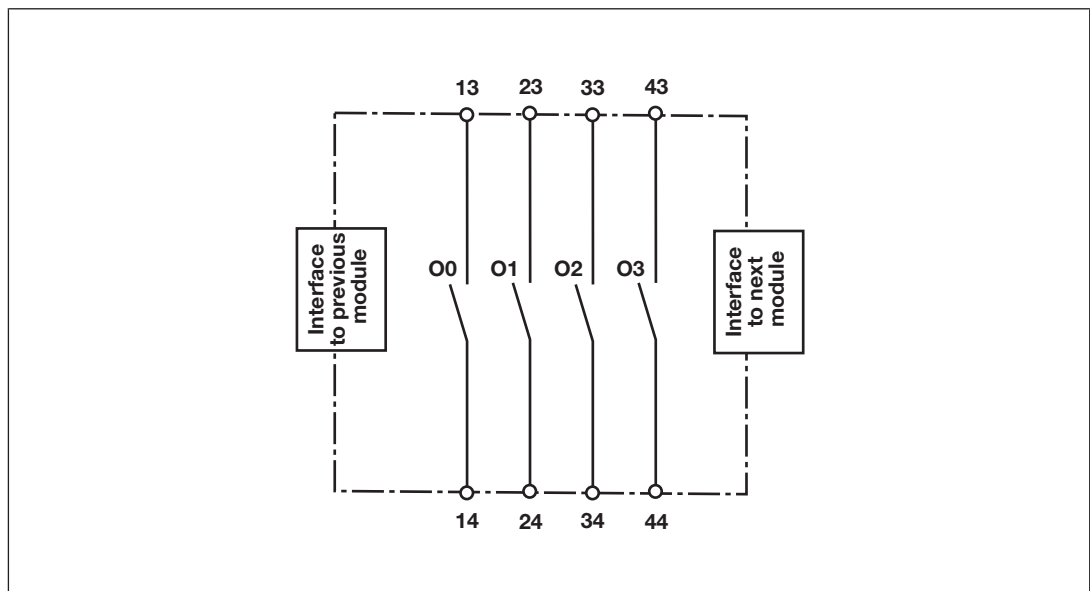 13 23 33 43
Interface
to previous
module
O0 O1 O2 O3
Interface
to next
module
14 24 34 44